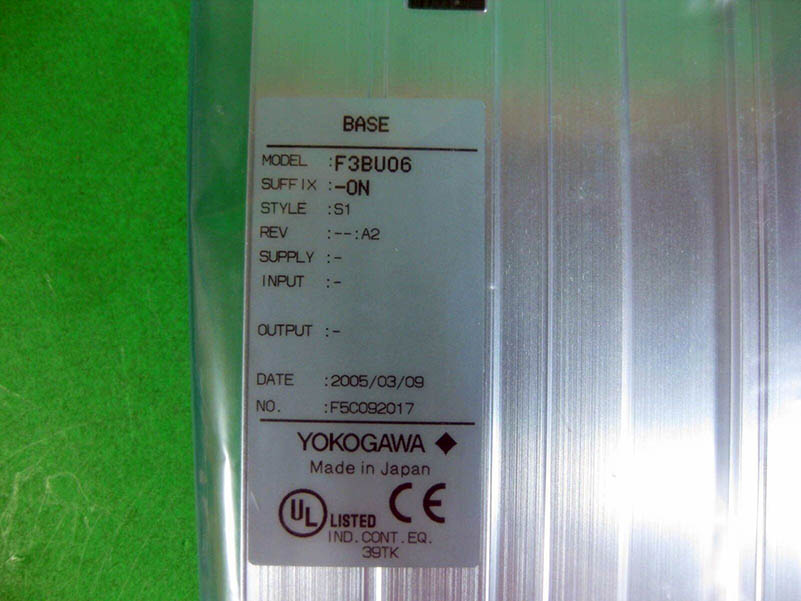 BASE
MODEL :F3BU06
SUFFIX :-0N
STYLE :S1
REV :--:A2
SUPPLY :-
INPUT :-
OUTPUT :-
DATE :2005/03/09
NO. :F5C092017
YOKOGAWA
Made in Japan
UL LISTED CE
IND.CONT.EQ.
39TK